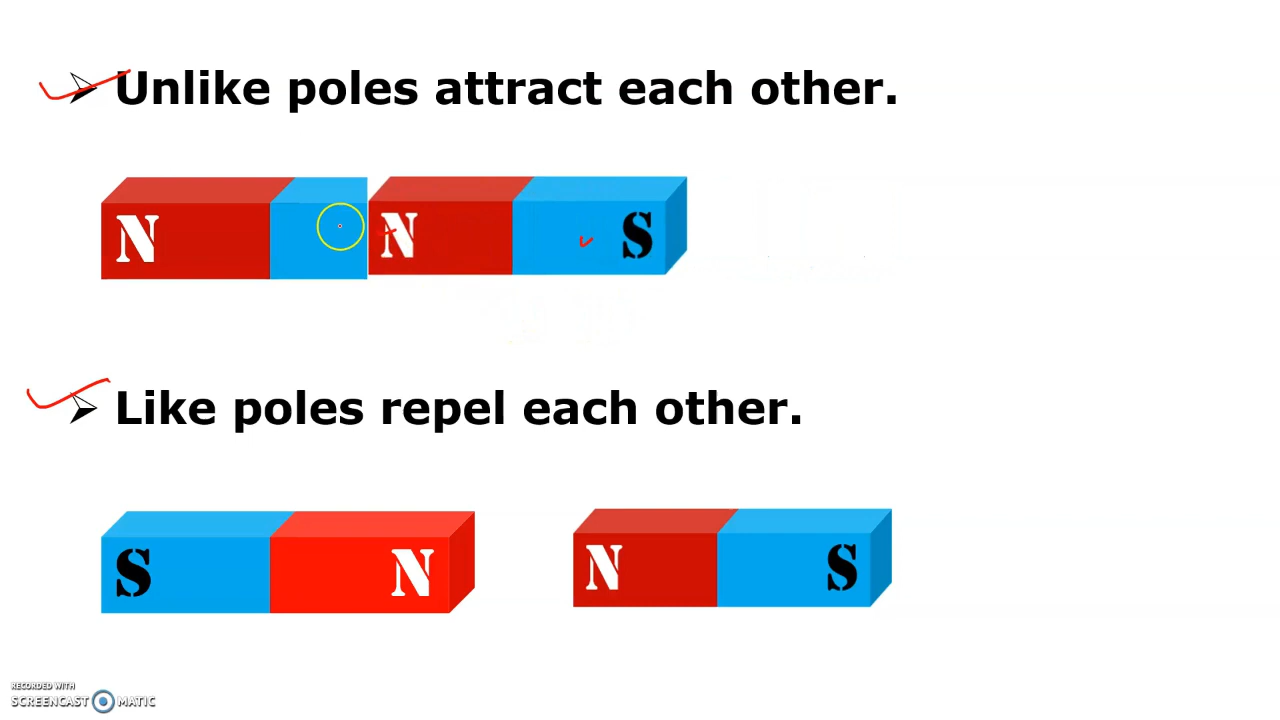 Unlike poles attract each other.
N N S
Like poles repel each other.
S N N S
RECORDED WITH
SCREENCAST MATIC